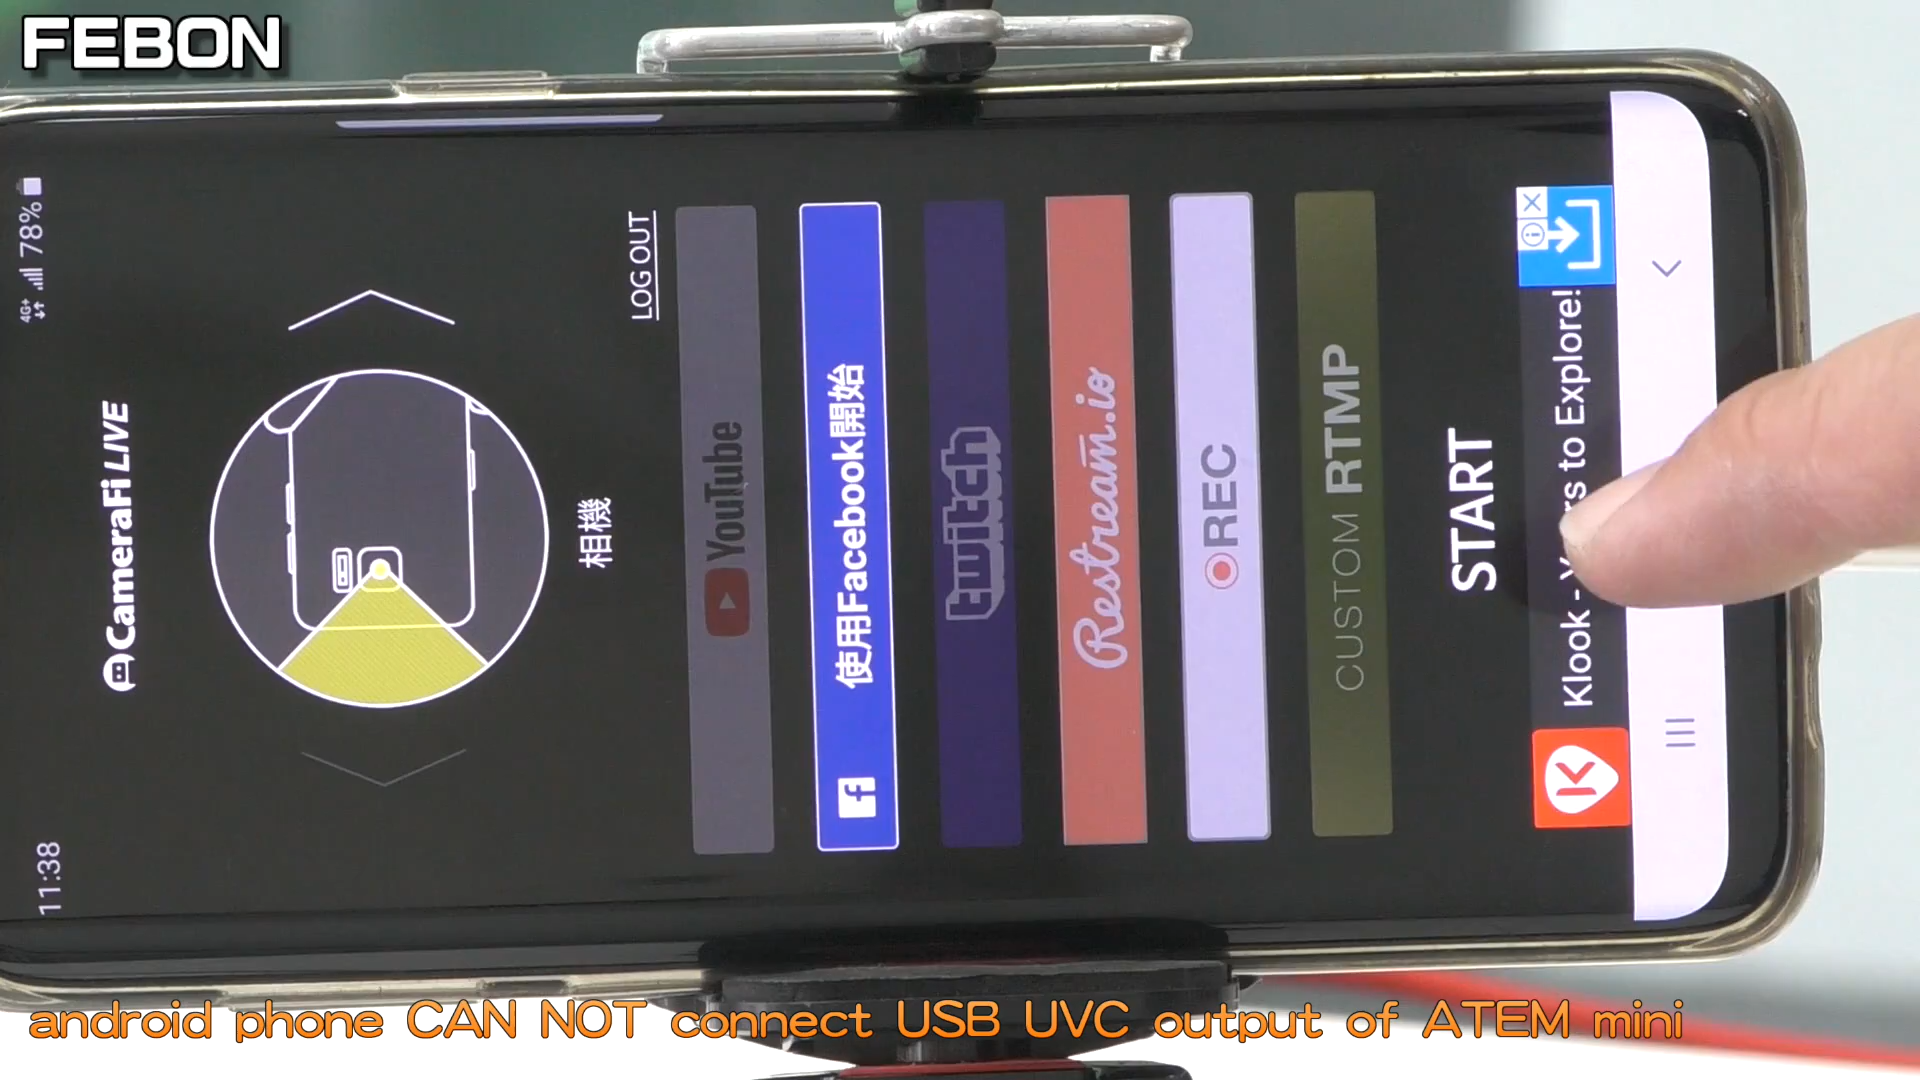 FEBON
11:38
4G+ 78%
CameraFi LIVE
相機
LOG OUT
YouTube
使用Facebook開始
twitch
Restream.io
REC
CUSTOM RTMP
START
Klook - to Explore!
android phone CAN NOT connect USB UVC output of ATEM mini